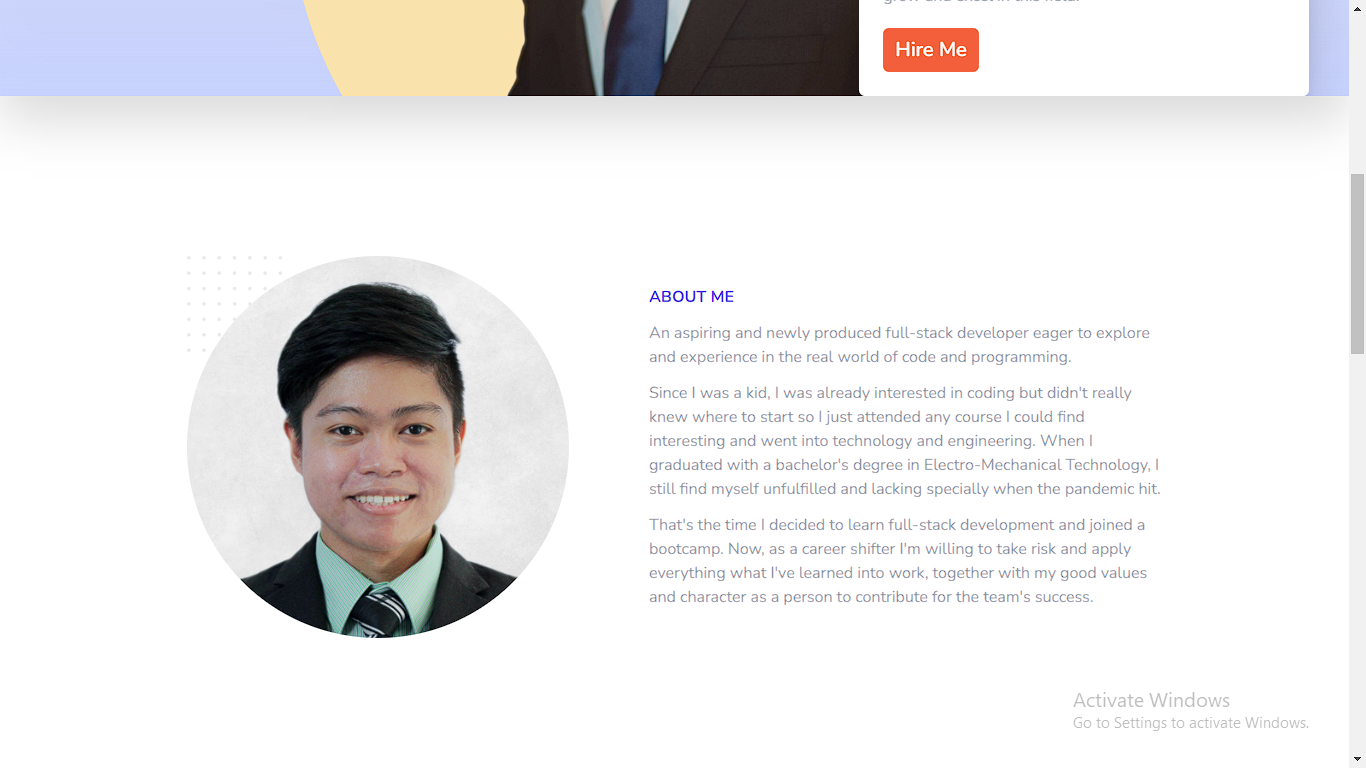 Hire Me
ABOUT ME
An aspiring and newly produced full-stack developer eager to explore
and experience in the real world of code and programming.
Since I was a kid, I was already interested in coding but didn't really
knew where to start so I just attended any course I could find
interesting and went into technology and engineering. When I
graduated with a bachelor's degree in Electro-Mechanical Technology, I
still find myself unfulfilled and lacking specially when the pandemic hit.
That's the time I decided to learn full-stack development and joined a
bootcamp. Now, as a career shifter I'm willing to take risk and apply
everything what I've learned into work, together with my good values
and character as a person to contribute for the team's success.
Activate Windows
Go to Settings to activate Windows.